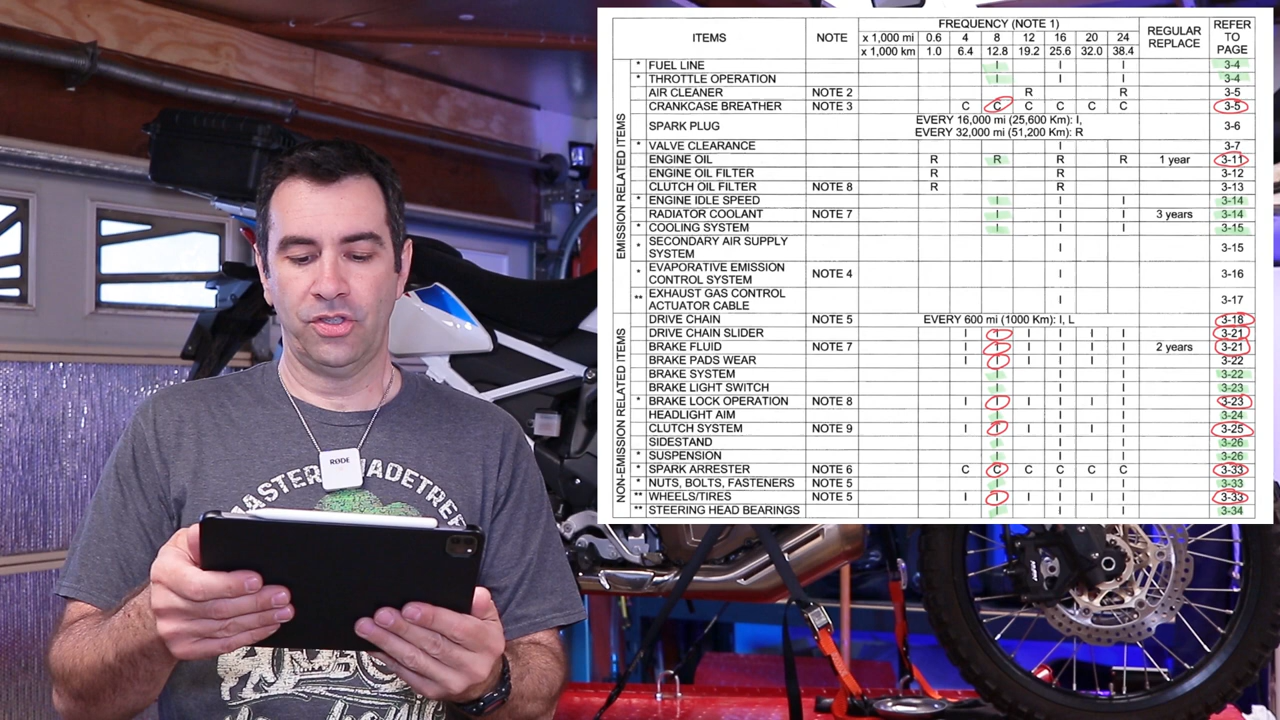 FREQUENCY (NOTE 1)
ITEMS NOTE x 1,000 mi 0.6 4 8 12 16 20 24 REGULAR REPLACE REFER TO PAGE
x 1,000 km 1.0 6.4 12.8 19.2 25.6 32.0 38.4
EMISSION RELATED ITEMS
* FUEL LINE I I I 3-4
* THROTTLE OPERATION I I I 3-4
AIR CLEANER NOTE 2 R R 3-5
CRANKCASE BREATHER NOTE 3 C C C C C C 3-5
SPARK PLUG EVERY 16,000 mi (25,600 Km): I, 3-6
EVERY 32,000 mi (51,200 Km): R
* VALVE CLEARANCE I 3-7
ENGINE OIL R R R R 1 year 3-11
ENGINE OIL FILTER R R 3-12
CLUTCH OIL FILTER NOTE 8 R R 3-13
* ENGINE IDLE SPEED I I I 3-14
RADIATOR COOLANT NOTE 7 I I I 3 years 3-14
* COOLING SYSTEM I I I 3-15
* SECONDARY AIR SUPPLY I 3-15
SYSTEM
* EVAPORATIVE EMISSION NOTE 4 I 3-16
CONTROL SYSTEM
** EXHAUST GAS CONTROL I 3-17
ACTUATOR CABLE
NON-EMISSION RELATED ITEMS
DRIVE CHAIN NOTE 5 EVERY 600 mi (1000 Km): I, L 3-18
DRIVE CHAIN SLIDER I I I I I I 3-21
BRAKE FLUID NOTE 7 I I I I I I 2 years 3-21
BRAKE PADS WEAR I I I I I I 3-22
BRAKE SYSTEM I I I 3-22
BRAKE LIGHT SWITCH I I I 3-23
* BRAKE LOCK OPERATION NOTE 8 I I I I I I 3-23
HEADLIGHT AIM I I I 3-24
CLUTCH SYSTEM NOTE 9 I I I I I I 3-25
SIDESTAND I I I 3-26
* SUSPENSION I I I 3-26
* SPARK ARRESTER NOTE 6 C C C C C C 3-33
* NUTS, BOLTS, FASTENERS NOTE 5 I I I 3-33
** WHEELS/TIRES NOTE 5 I I I I I I 3-33
** STEERING HEAD BEARINGS I I I 3-34
RØDE